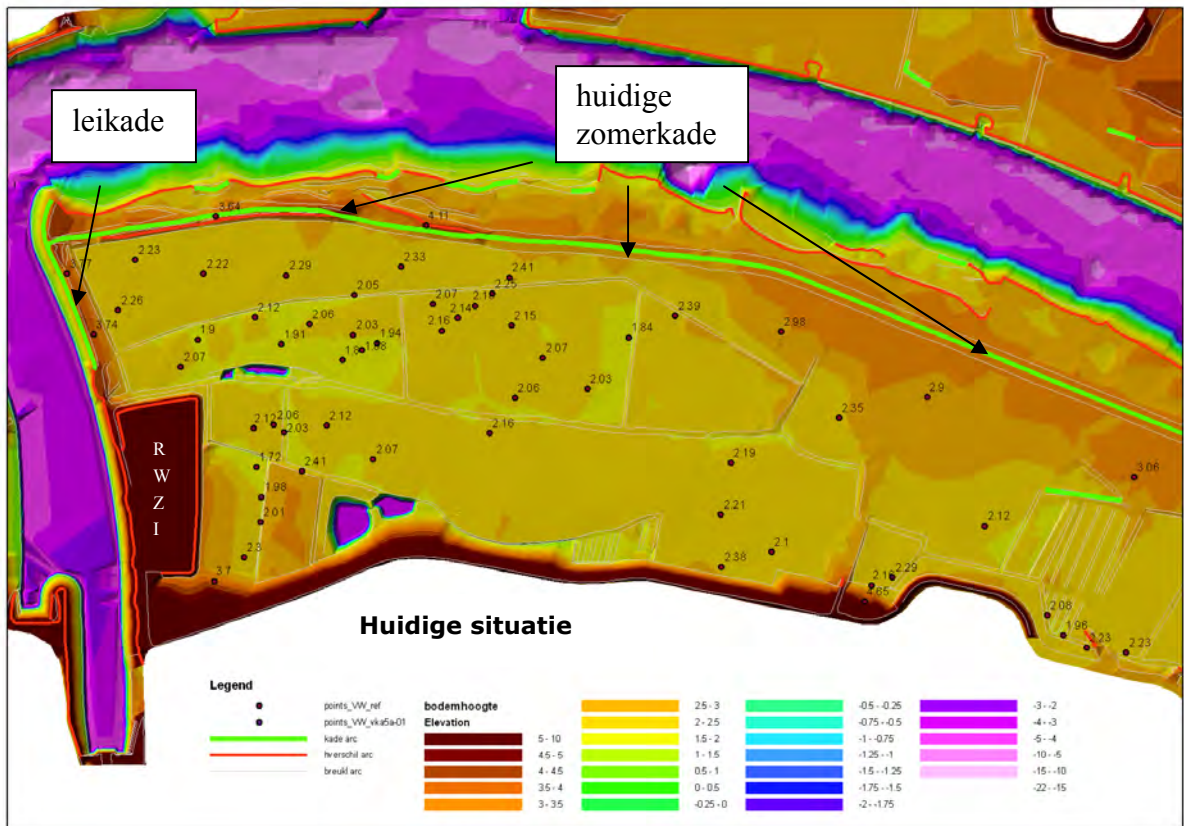 leikade
huidige
zomerkade
3.64
4.11
2.23
2.22
2.29
2.33
2.41
2.05
2.25
2.26
2.12
2.06
2.07
2.14
2.39
3.74
1.9
1.91
2.03
1.94
2.16
2.15
1.84
2.98
2.07
2.07
2.06
2.03
2.9
2.35
2.12
2.06
2.03
2.12
2.16
R
W
Z
I
1.72
2.41
2.07
2.19
3.06
1.98
2.01
2.21
2.12
2.3
3.7
2.38
2.1
2.29
4.65
2.08
1.96
2.23
Huidige situatie
Legend
points_VW_ref
points_VW_vka5a-01
kade arc
hverschil arc
breukl arc
bodemhoogte
Elevation
5 - 10
4.5 - 5
4 - 4.5
3.5 - 4
3 - 3.5
2.5 - 3
2 - 2.5
1.5 - 2
1 - 1.5
0.5 - 1
0 - 0.5
-0.25 - 0
-0.5 - -0.25
-0.75 - -0.5
-1 - -0.75
-1.25 - -1
-1.5 - -1.25
-1.75 - -1.5
-2 - -1.75
-3 - -2
-4 - -3
-5 - -4
-10 - -5
-15 - -10
-22 - -15